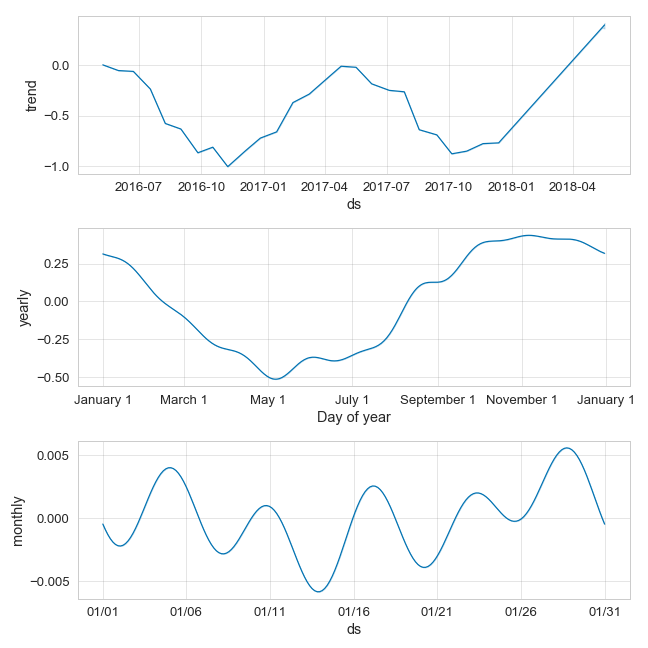 trend
0.0
−0.5
−1.0
2016-07 2016-10 2017-01 2017-04 2017-07 2017-10 2018-01 2018-04
ds
yearly
0.25
0.00
−0.25
−0.50
January 1 March 1 May 1 July 1 September 1 November 1 January 1
Day of year
monthly
0.005
0.000
−0.005
01/01 01/06 01/11 01/16 01/21 01/26 01/31
ds